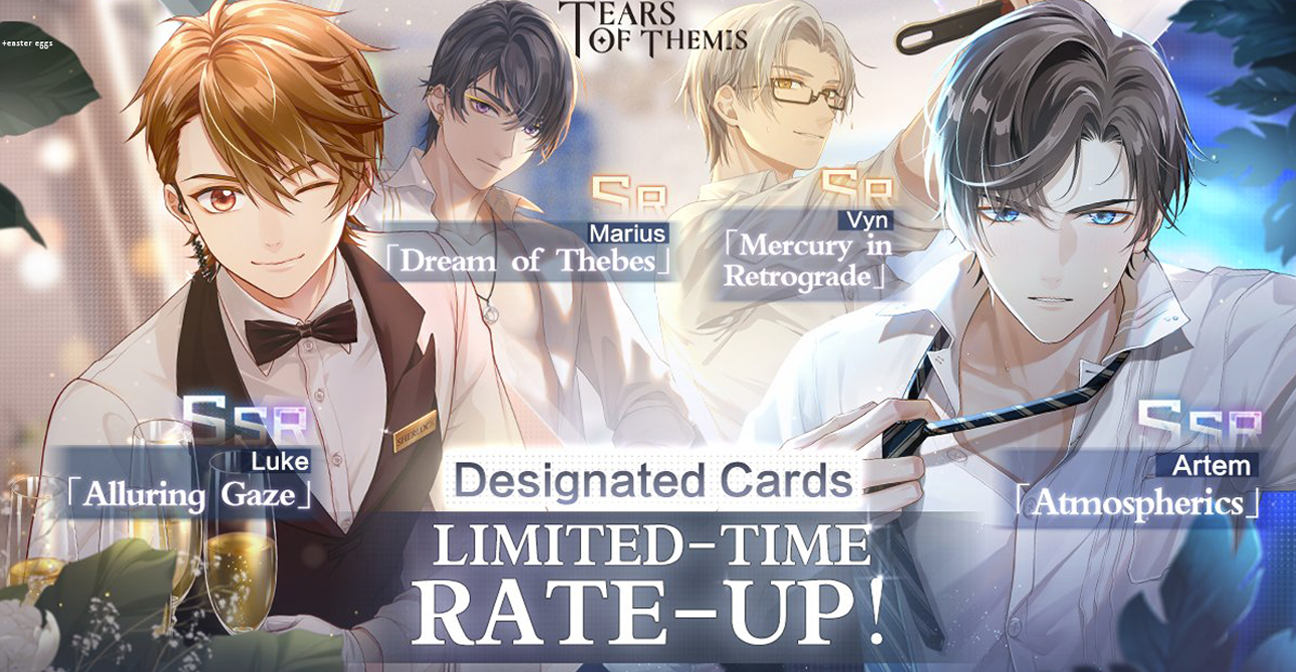 +easter eggs
TEARS
OF THEMIS
SR
Marius
「Dream of Thebes」
SR
Vyn
「Mercury in
Retrograde」
SHERLOCK
SSR
Luke
「Alluring Gaze」
SSR
Artem
「Atmospherics」
Designated Cards
LIMITED-TIME
RATE-UP!